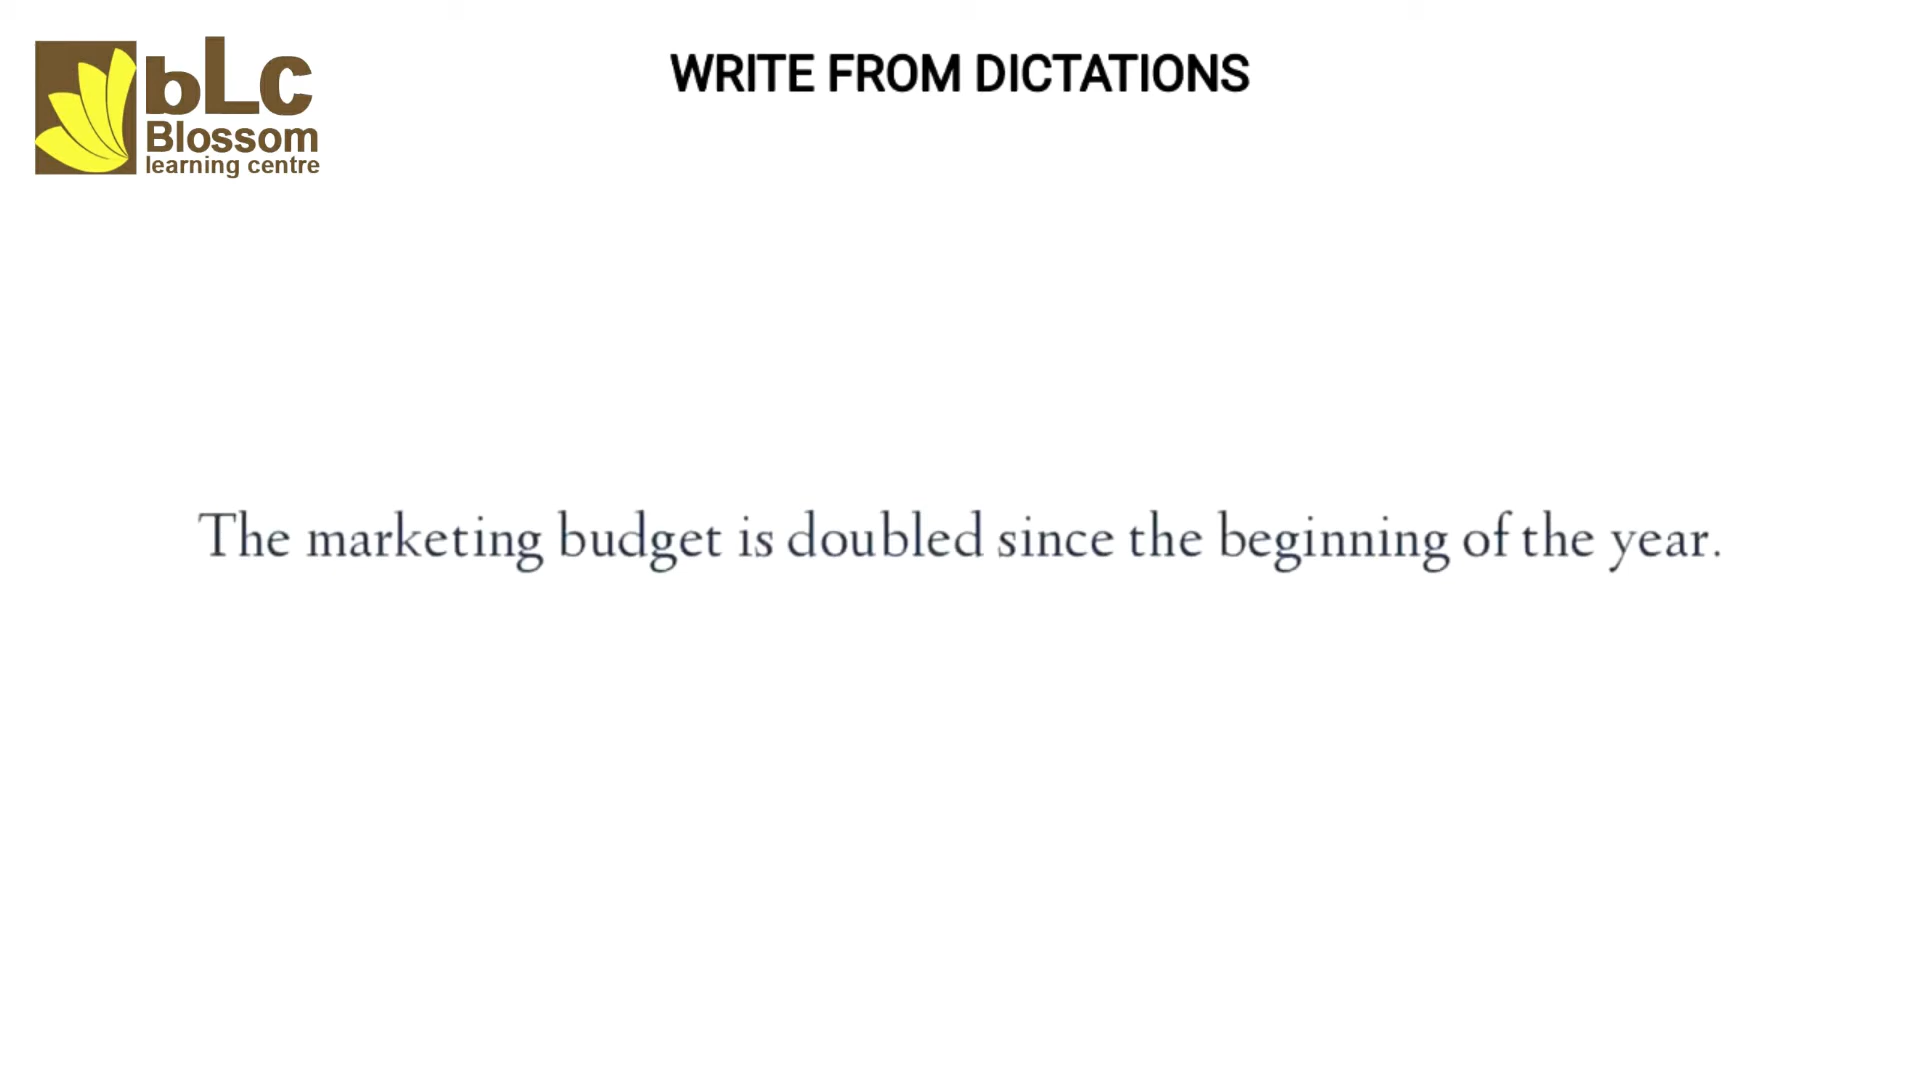 bLc
Blossom
learning centre
WRITE FROM DICTATIONS
The marketing budget is doubled since the beginning of the year.